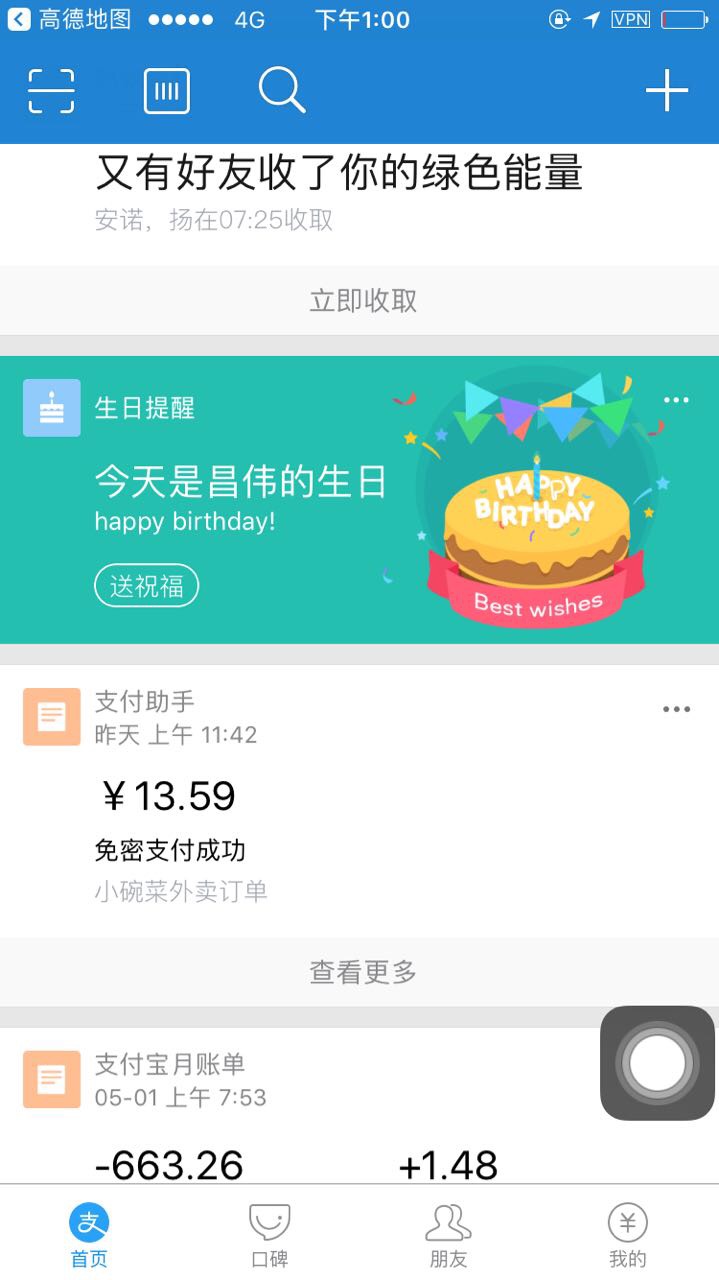 高德地图 4G 下午1:00 VPN
又有好友收了你的绿色能量
安诺，扬在07:25收取
立即收取
生日提醒
今天是昌伟的生日
happy birthday!
送祝福
HAPPY
BIRTHDAY
Best wishes
支付助手
昨天 上午 11:42
￥13.59
免密支付成功
小碗菜外卖订单
查看更多
支付宝月账单
05-01 上午 7:53
-663.26 +1.48
支 ¥
首页 口碑 朋友 我的